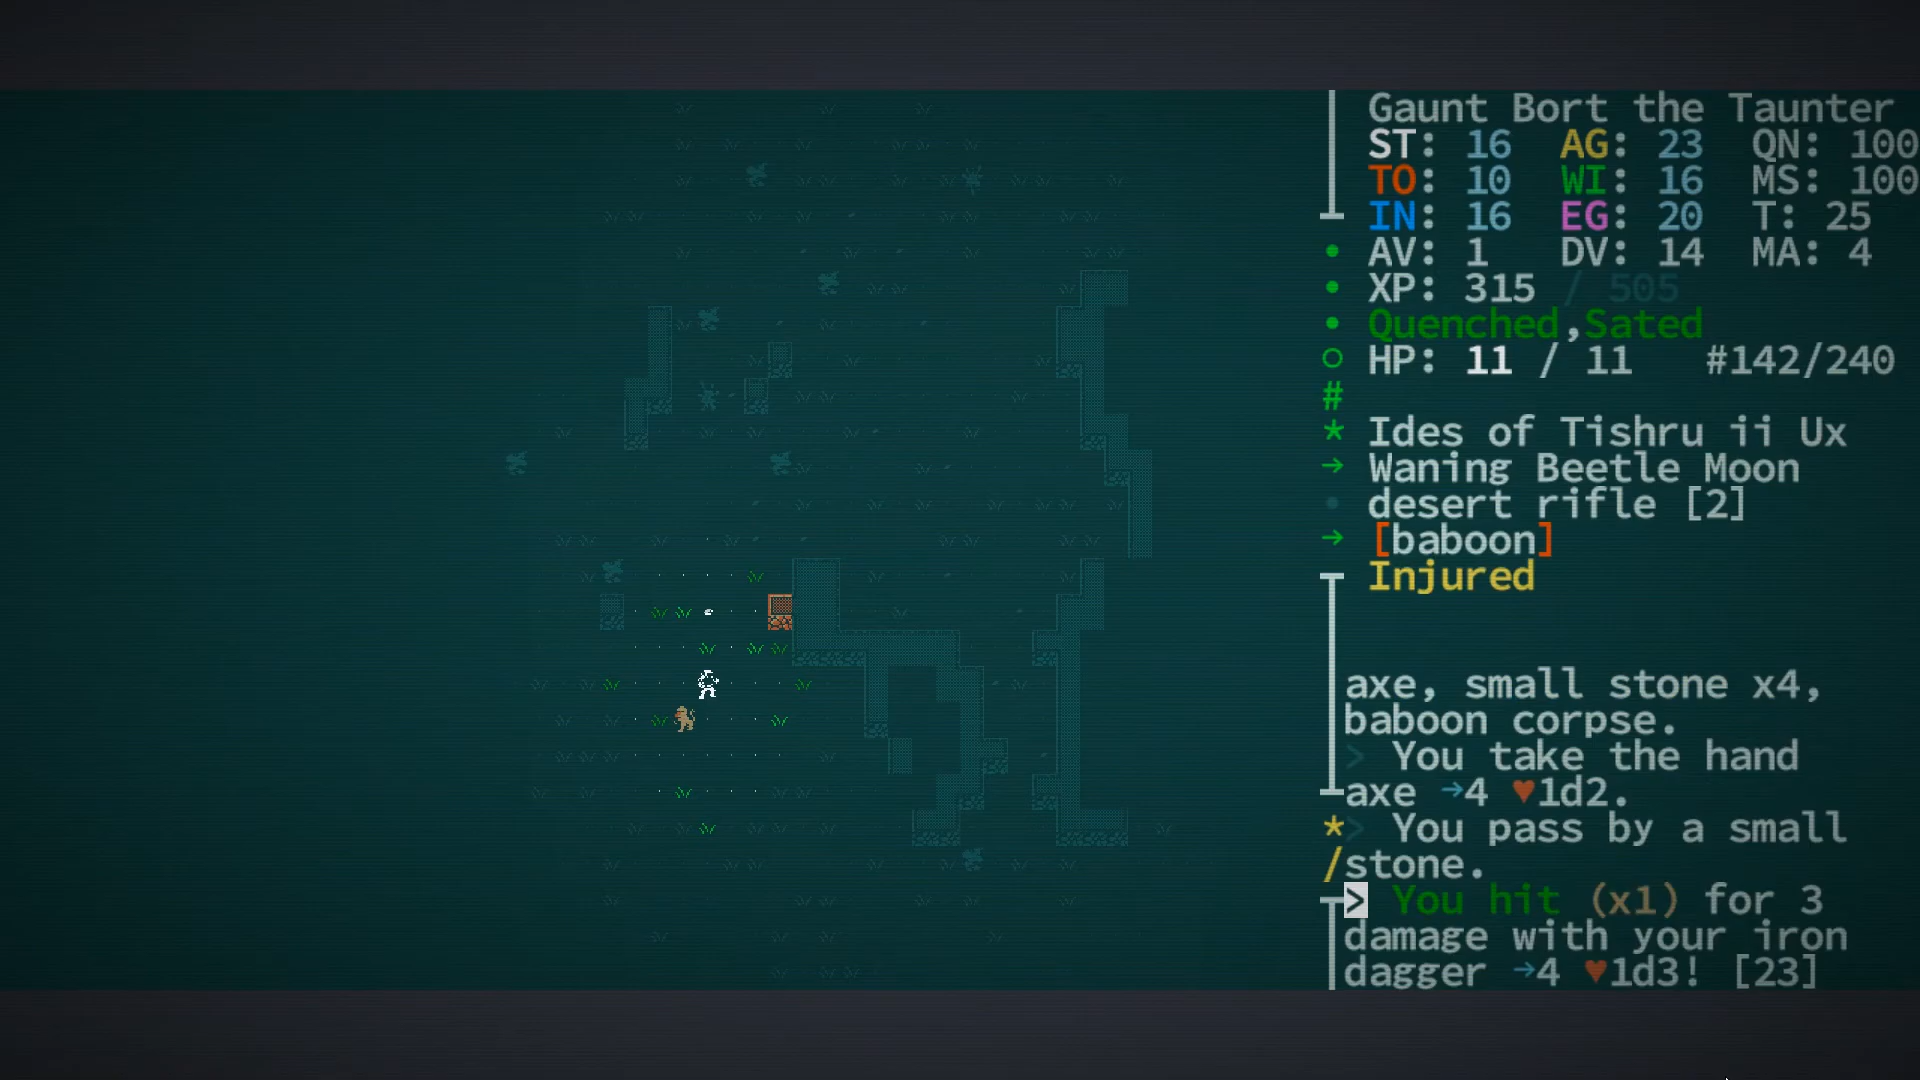 Gaunt Bort the Taunter
ST: 16 AG: 23 QN: 100
TO: 10 WI: 16 MS: 100
IN: 16 EG: 20 T: 25
AV: 1 DV: 14 MA: 4
XP: 315 / 505
Quenched,Sated
HP: 11 / 11 #142/240
Ides of Tishru ii Ux
Waning Beetle Moon
desert rifle [2]
[baboon]
Injured
axe, small stone x4,
baboon corpse.
> You take the hand
axe →4 ♥1d2.
> You pass by a small
stone.
> You hit (x1) for 3
damage with your iron
dagger →4 ♥1d3! [23]